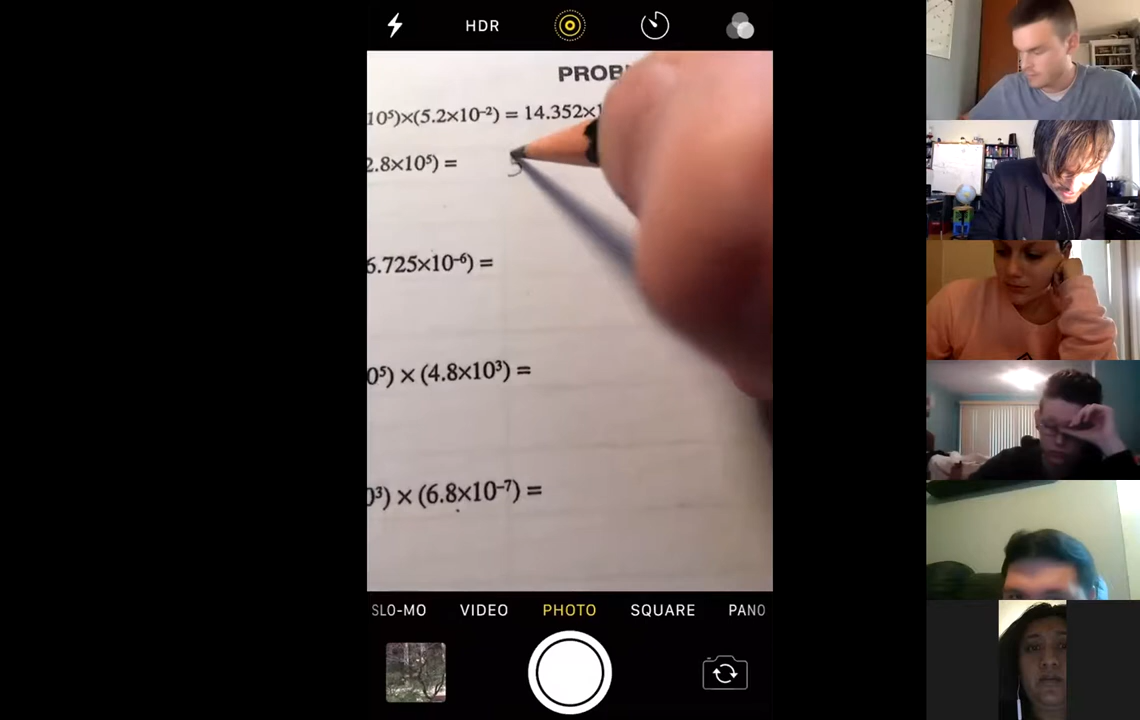 HDR
PROB
10⁵)×(5.2×10⁻²) = 14.352×1
2.8×10⁵) = 5
6.725×10⁻⁶) =
0⁵) × (4.8×10³) =
0³) × (6.8×10⁻⁷) =
SLO-MO VIDEO PHOTO SQUARE PANO